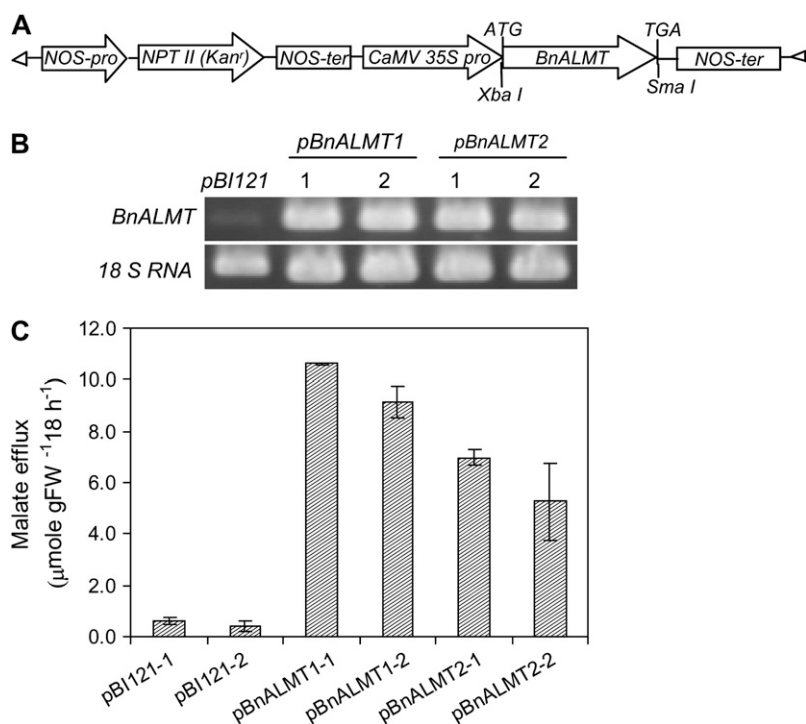 A
ATG TGA
NOS-pro NPT II (Kanʳ) NOS-ter CaMV 35S pro BnALMT NOS-ter
Xba I Sma I
B
pBnALMT1 pBnALMT2
pBI121 1 2 1 2
BnALMT
18 S RNA
C
12.0
10.0
8.0
6.0
4.0
2.0
0.0
Malate efflux
(µmole gFW ⁻¹18 h⁻¹)
pBI121-1
pBI121-2
pBnALMT1-1
pBnALMT1-2
pBnALMT2-1
pBnALMT2-2